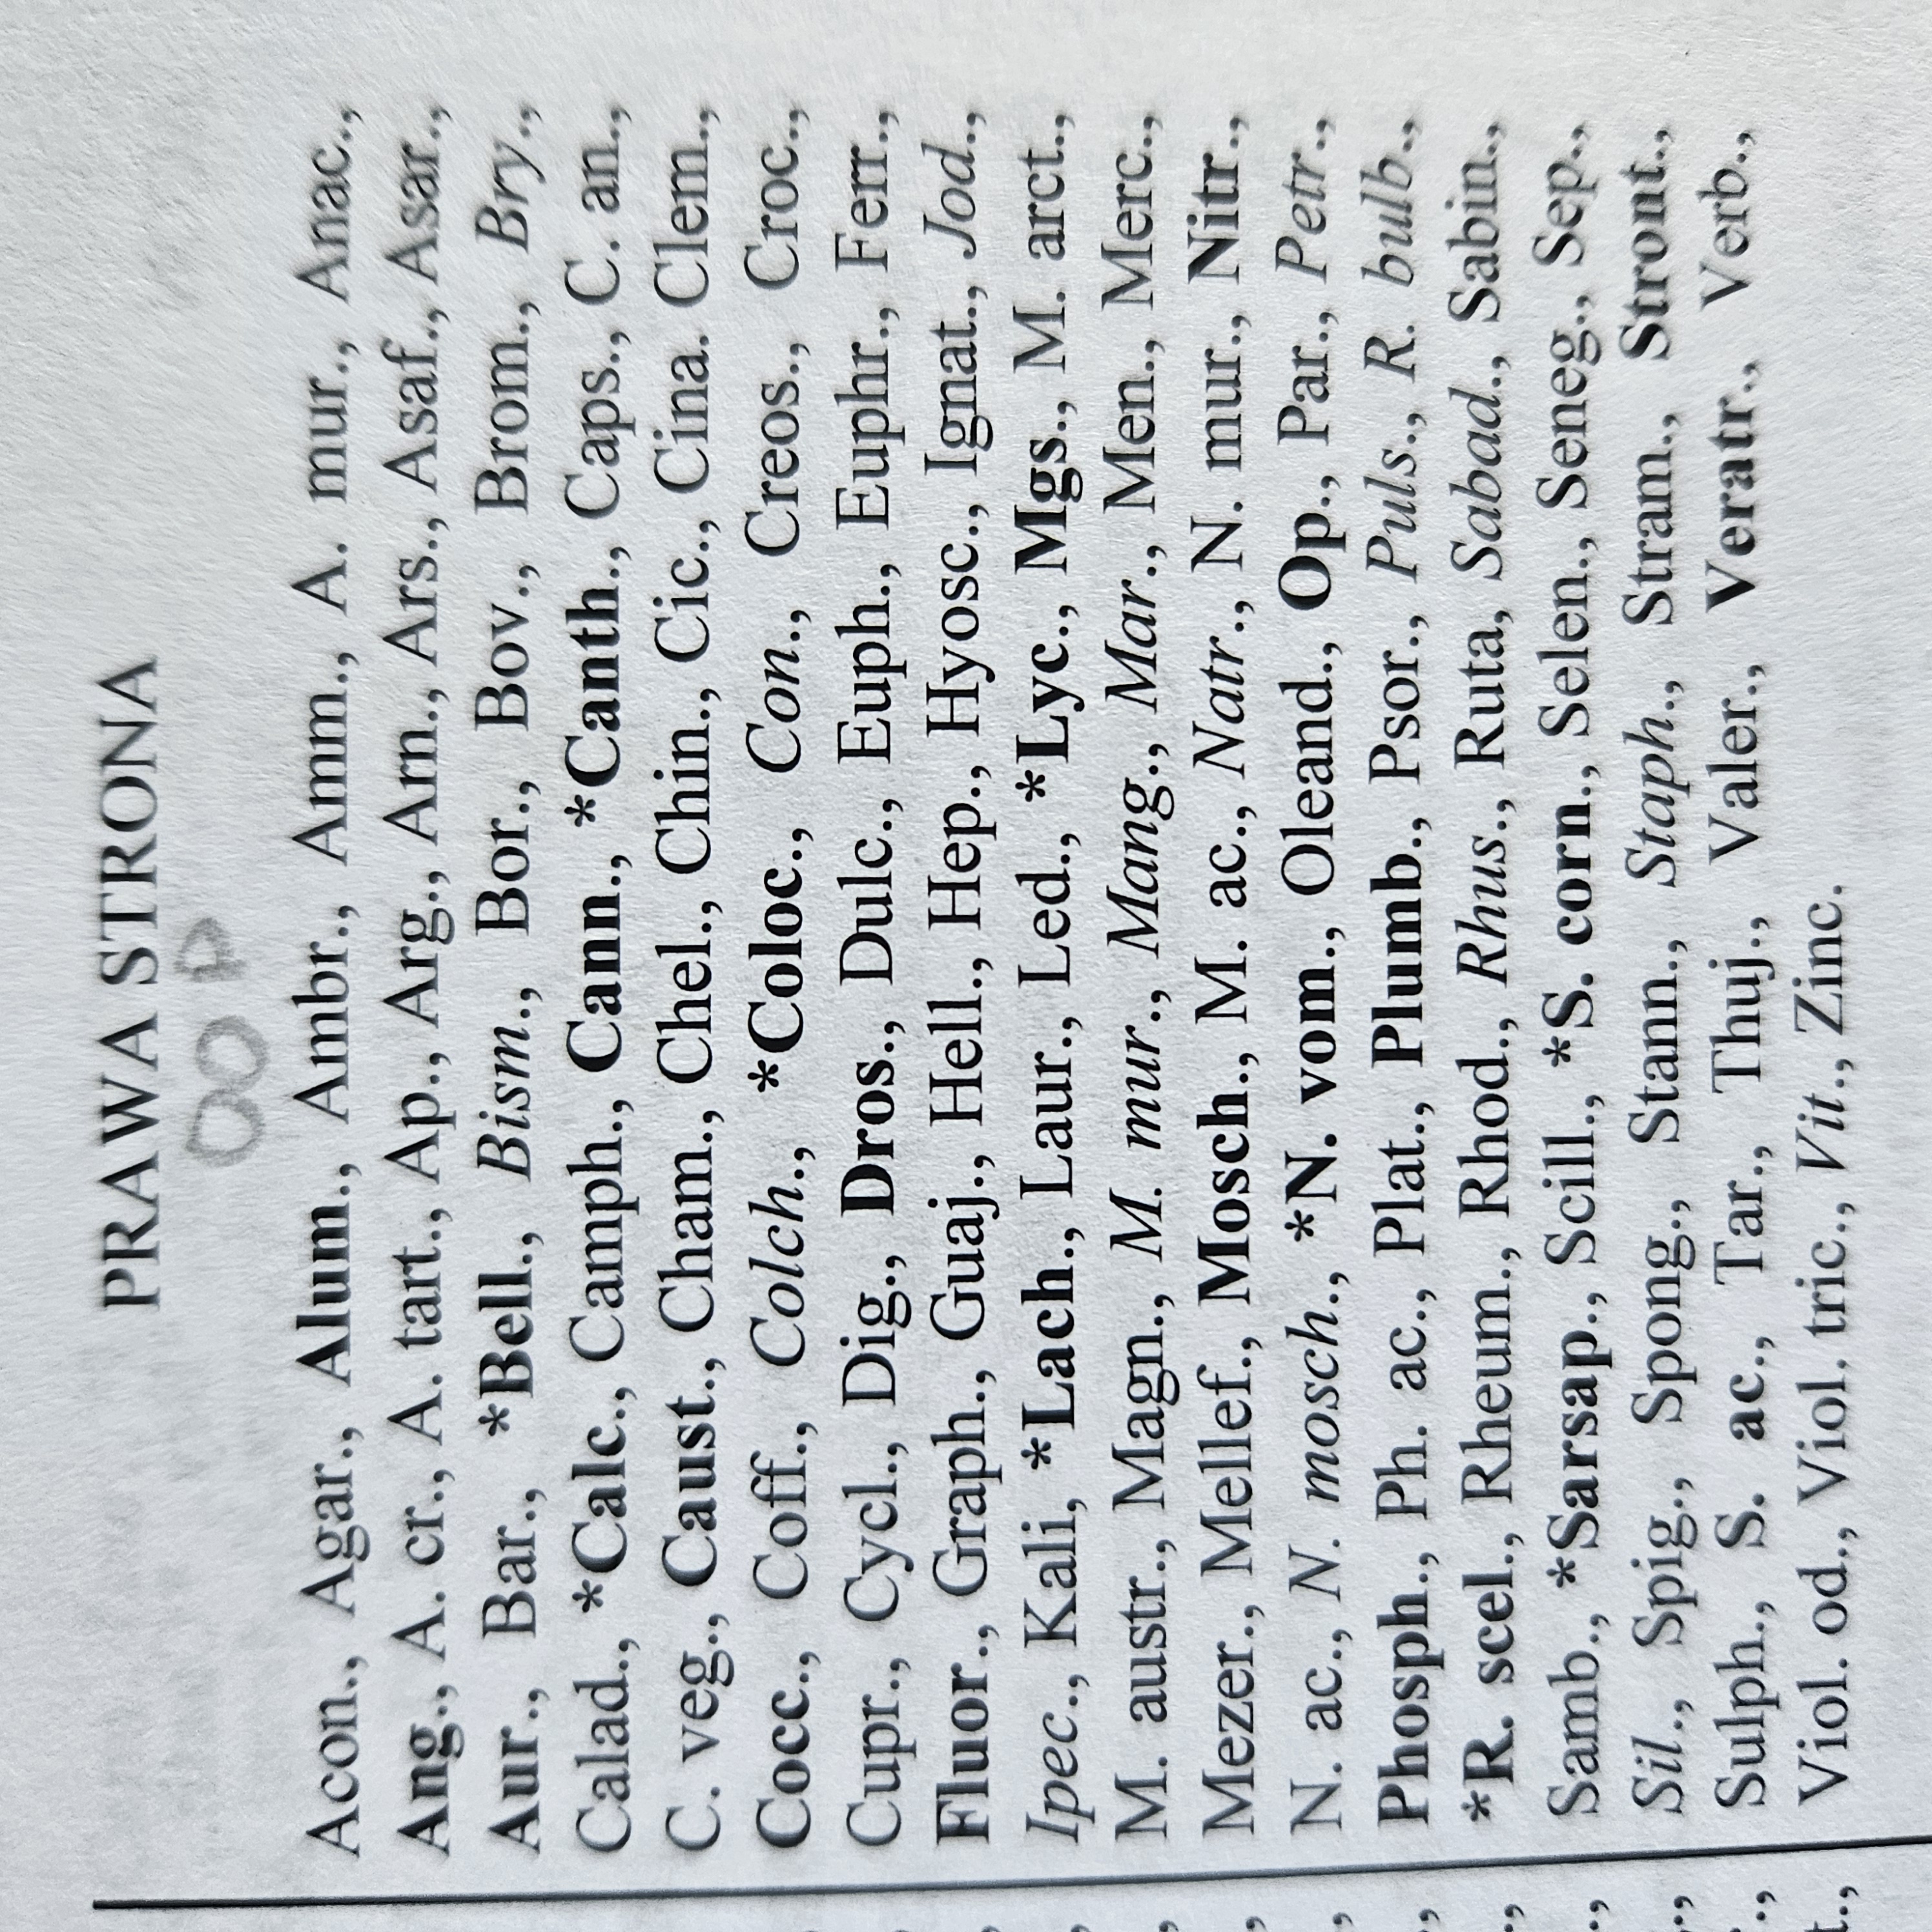 PRAWA STRONA
OO P
Acon., Agar., Alum., Ambr., Amm., A. mur., Anac.,
Ang., A. cr., A. tart., Ap., Arg., Arn., Ars., Asaf., Asar.,
Aur., Bar., *Bell., Bism., Bor., Bov., Brom., Bry.,
Calad., *Calc., Camph., Cann., *Canth., Caps., C. an.,
C. veg., Caust., Cham., Chel., Chin., Cic., Cina. Clem.,
Cocc., Coff., Colch., *Coloc., Con., Creos., Croc.,
Cupr., Cycl., Dig., Dros., Dulc., Euph., Euphr., Ferr.,
Fluor., Graph., Guaj., Hell., Hep., Hyosc., Ignat., Jod.,
Ipec., Kali, *Lach., Laur., Led., *Lyc., Mgs., M. arct.,
M. austr., Magn., M. mur., Mang., Mar., Men., Merc.,
Mezer., Mellef., Mosch., M. ac., Natr., N. mur., Nitr.,
N. ac., N. mosch., *N. vom., Oleand., Op., Par., Petr.,
Phosph., Ph. ac., Plat., Plumb., Psor., Puls., R. bulb.,
*R. scel., Rheum., Rhod., Rhus., Ruta, Sabad., Sabin.,
Samb., *Sarsap., Scill., *S. corn., Selen., Seneg., Sep.,
Sil., Spig., Spong., Stann., Staph., Stram., Stront.,
Sulph., S. ac., Tar., Thuj., Valer., Veratr., Verb.,
Viol. od., Viol. tric., Vit., Zinc.